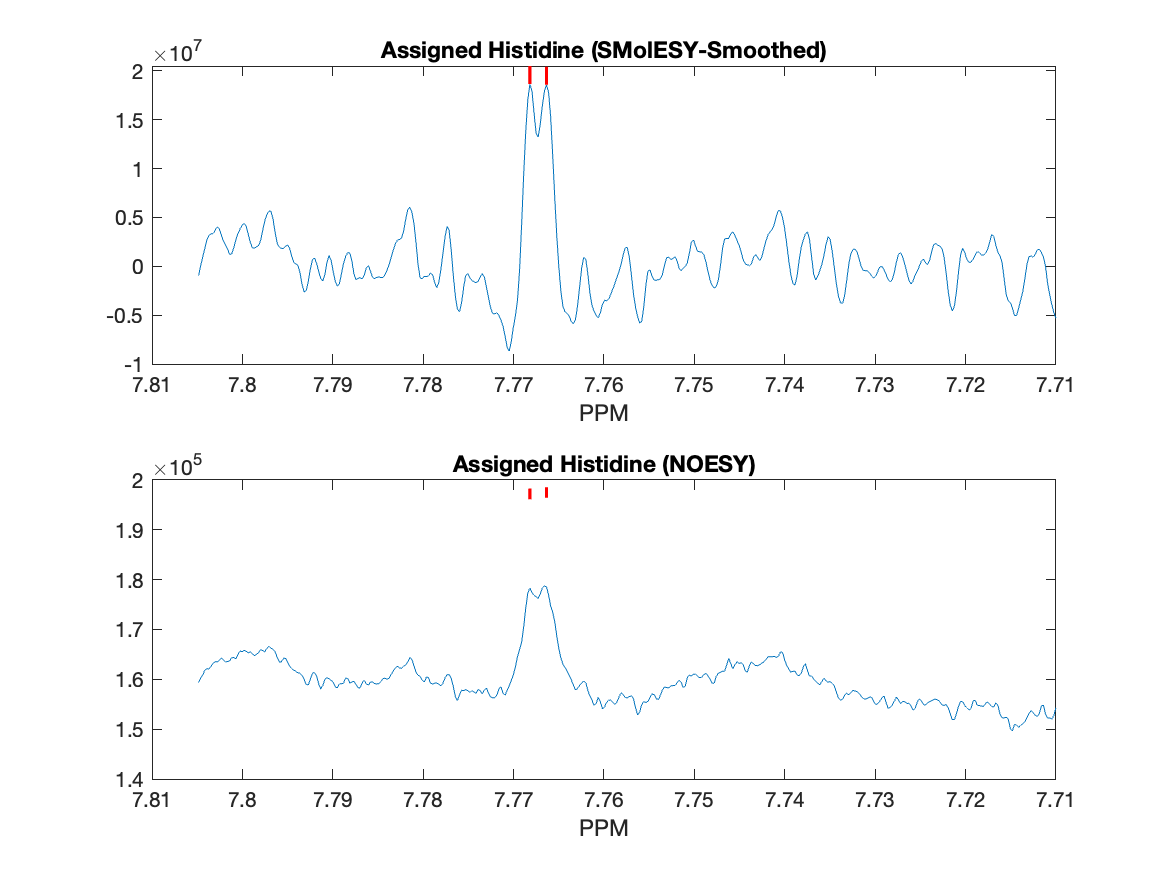 Assigned Histidine (SMolESY-Smoothed)
×10⁷
2
1.5
1
0.5
0
-0.5
-1
7.81 7.8 7.79 7.78 7.77 7.76 7.75 7.74 7.73 7.72 7.71
PPM
Assigned Histidine (NOESY)
×10⁵
2
1.9
1.8
1.7
1.6
1.5
1.4
7.81 7.8 7.79 7.78 7.77 7.76 7.75 7.74 7.73 7.72 7.71
PPM